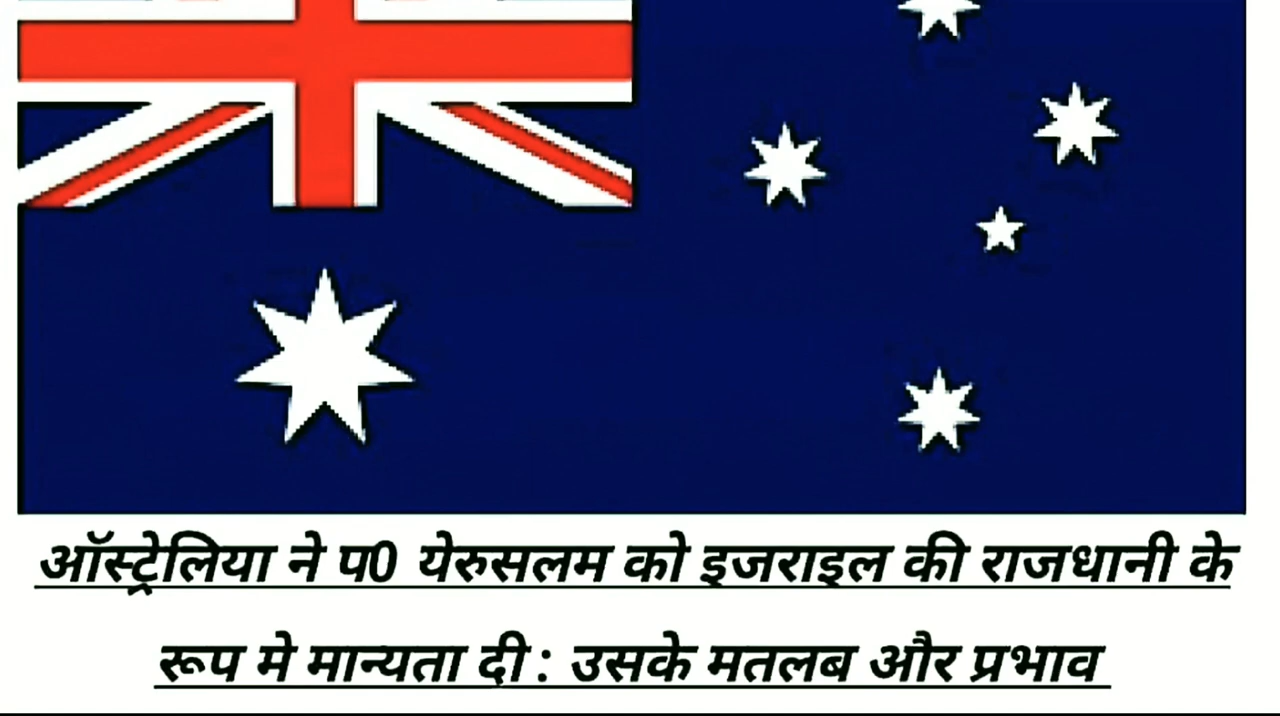 ऑस्ट्रेलिया ने प0 येरुसलम को इजराइल की राजधानी के
रूप मे मान्यता दी : उसके मतलब और प्रभाव